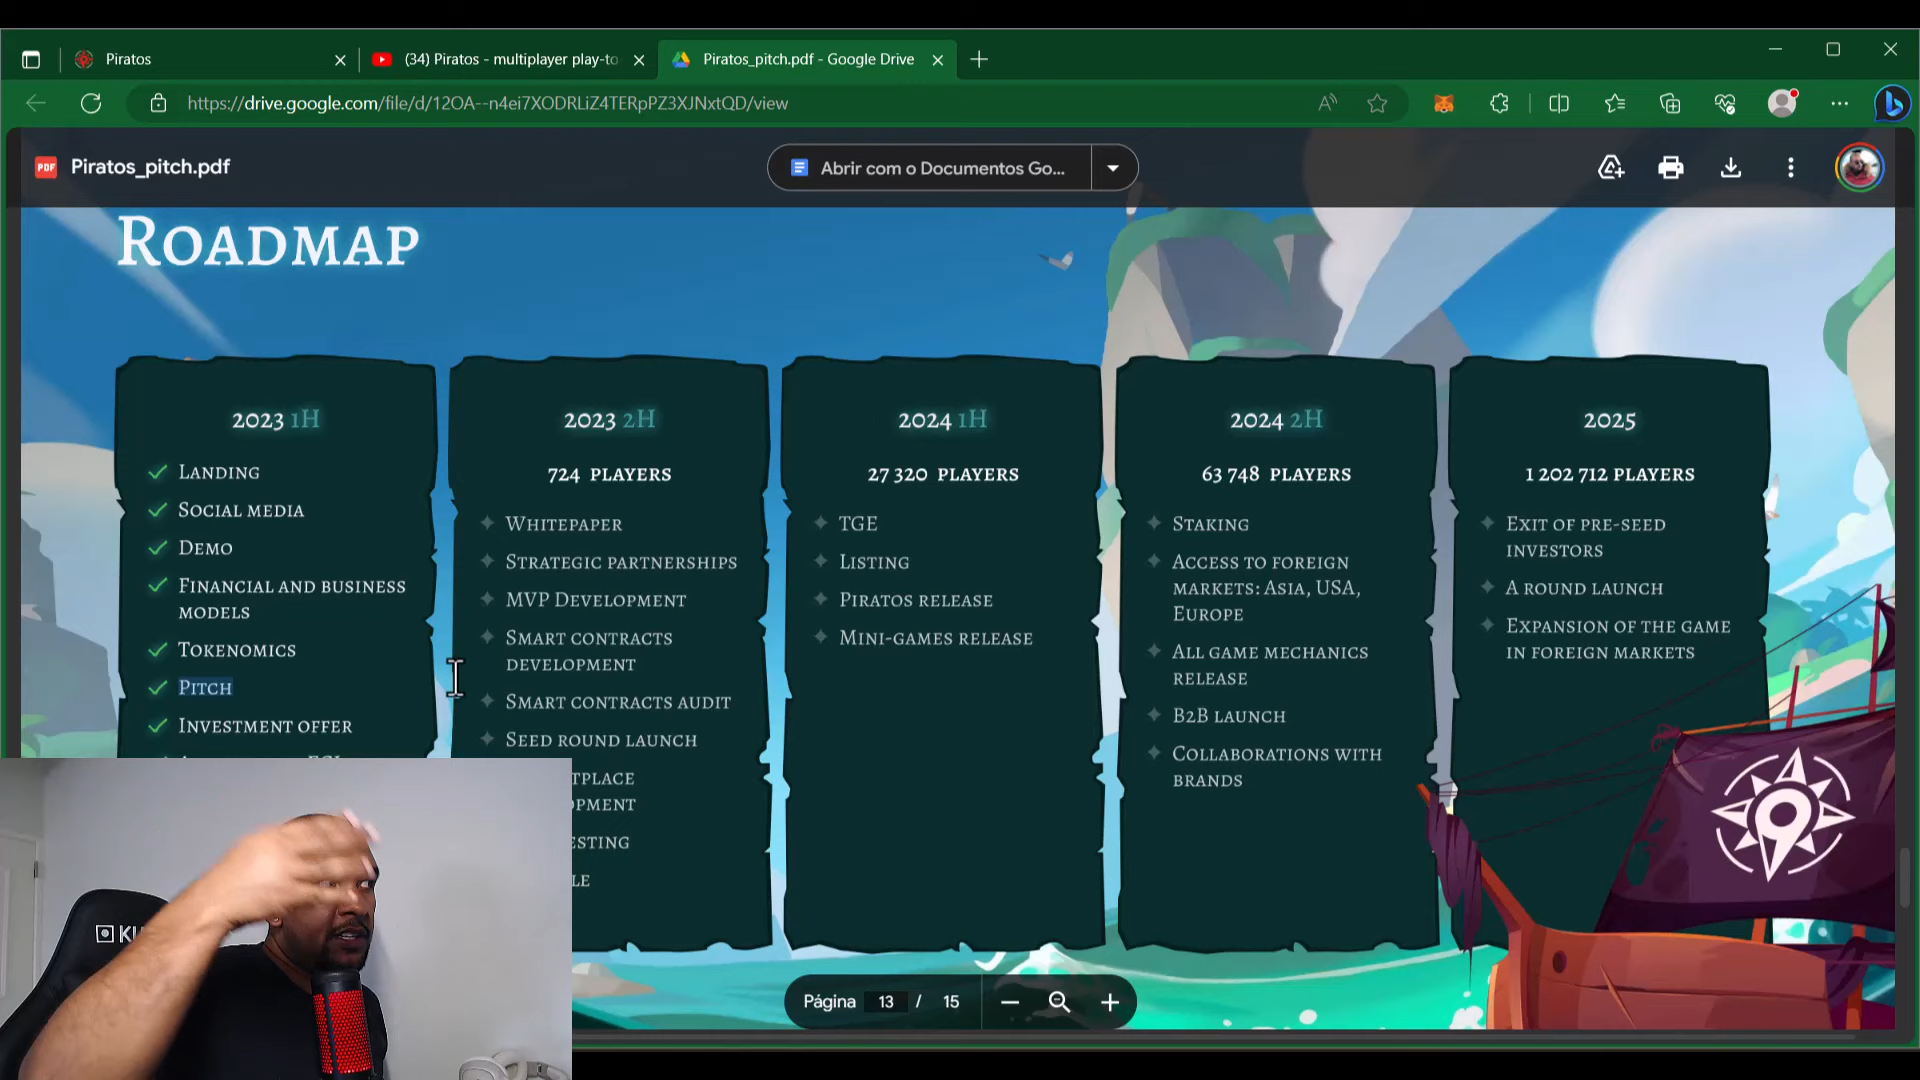 Piratos
(34) Piratos - multiplayer play-to
Piratos_pitch.pdf - Google Drive
https://drive.google.com/file/d/12OA--n4ei7XODRLiZ4TERpPZ3XJNxtQD/view
PDF
Piratos_pitch.pdf
Abrir com o Documentos Go...
Roadmap
2023 1H
Landing
Social media
Demo
Financial and business
models
Tokenomics
Pitch
Investment offer
2023 2H
724 players
Whitepaper
Strategic partnerships
MVP Development
Smart contracts
development
Smart contracts audit
Seed round launch
tplace
pment
esting
le
2024 1H
27 320 players
TGE
Listing
Piratos release
Mini-games release
2024 2H
63 748 players
Staking
Access to foreign
markets: Asia, USA,
Europe
All game mechanics
release
B2B launch
Collaborations with
brands
2025
1 202 712 players
Exit of pre-seed
investors
A round launch
Expansion of the game
in foreign markets
Página 13 / 15